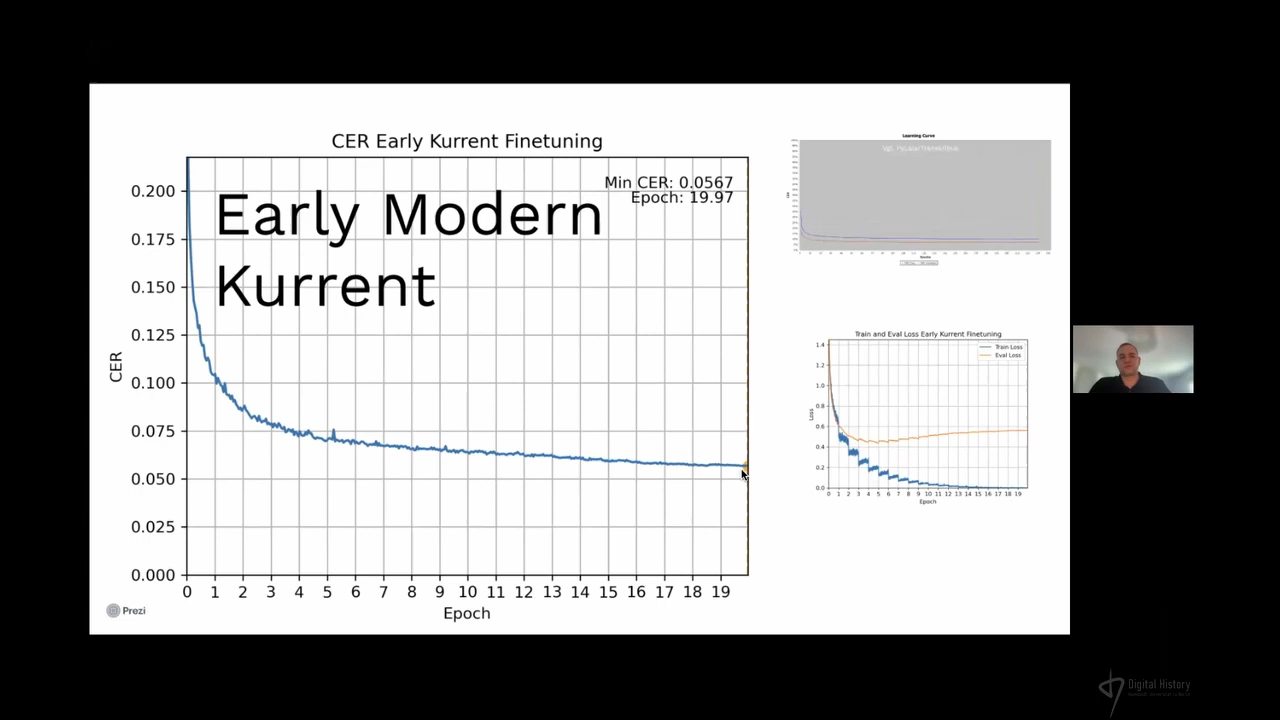 CER Early Kurrent Finetuning
Min CER: 0.0567
Epoch: 19.97
Early Modern
Kurrent
0.200
0.175
0.150
0.125
0.100
0.075
0.050
0.025
0.000
CER
0 1 2 3 4 5 6 7 8 9 10 11 12 13 14 15 16 17 18 19
Epoch
Prezi
Learning Curve
vgl. PyLaia/Transkribus
Train and Eval Loss Early Kurrent Finetuning
Train Loss
Eval Loss
1.4
1.2
1.0
0.8
0.6
0.4
0.2
0.0
Loss
0 1 2 3 4 5 6 7 8 9 10 11 12 13 14 15 16 17 18 19
Epoch
Digital History